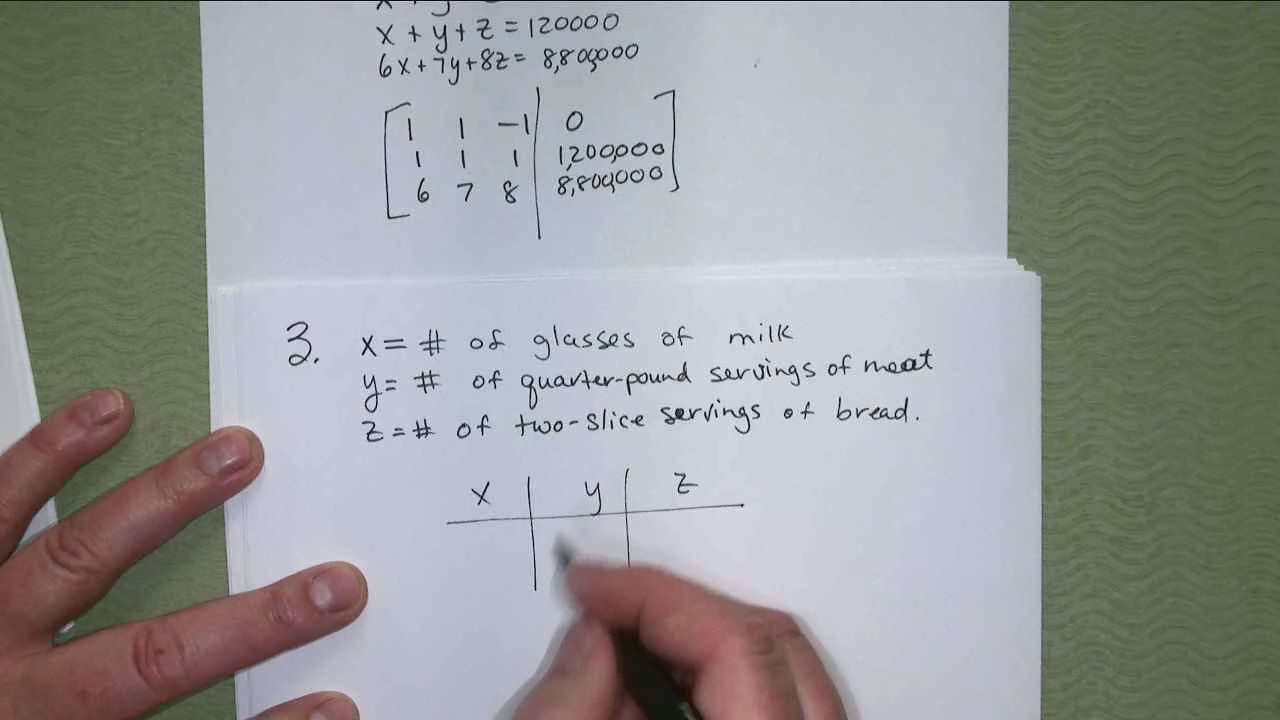 x + y + z = 120000
6x+7y+8z= 8,800,000
1 1 -1 0
1 1 1 1,200,000
6 7 8 8,800,000
3. x = # of glasses of milk
y = # of quarter-pound servings of meat
z = # of two-slice servings of bread.
x y z